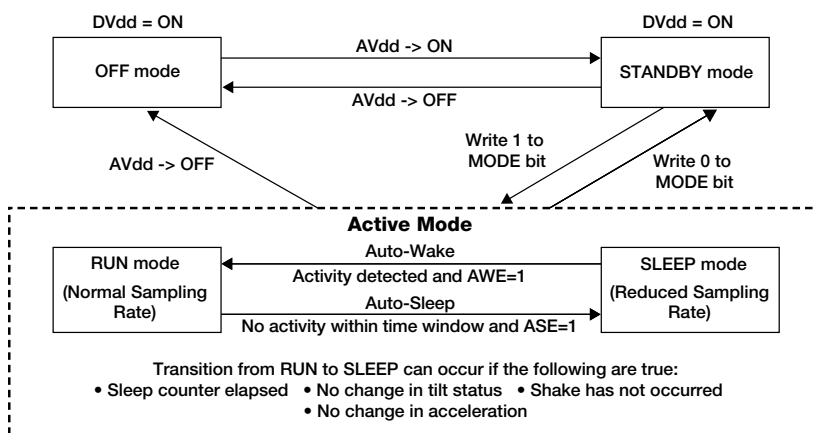 DVdd = ON
DVdd = ON
OFF mode
AVdd -> ON
STANDBY mode
AVdd -> OFF
AVdd -> OFF
Write 1 to
MODE bit
Write 0 to
MODE bit
Active Mode
RUN mode
(Normal Sampling
Rate)
Auto-Wake
Activity detected and AWE=1
Auto-Sleep
No activity within time window and ASE=1
SLEEP mode
(Reduced Sampling
Rate)
Transition from RUN to SLEEP can occur if the following are true:
• Sleep counter elapsed • No change in tilt status • Shake has not occurred
• No change in acceleration